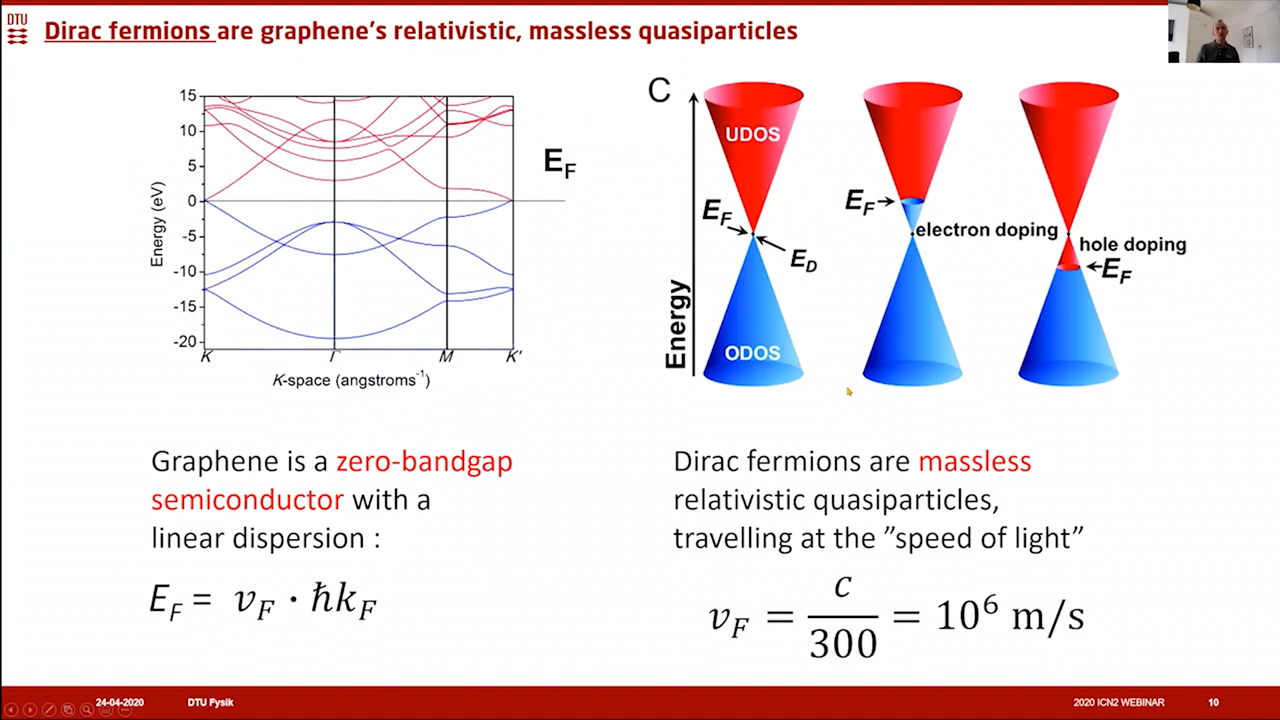 DTU
Dirac fermions are graphene's relativistic, massless quasiparticles
15
10
5
0
-5
-10
-15
-20
Energy (eV)
K
Γ
M
K'
K-space (angstroms⁻¹)
E_F
C
Energy
UDOS
E_F
E_D
ODOS
E_F
electron doping
hole doping
E_F
Graphene is a zero-bandgap
semiconductor with a
linear dispersion :
E_F = v_F · ħk_F
Dirac fermions are massless
relativistic quasiparticles,
travelling at the ”speed of light”
v_F = c/300 = 10⁶ m/s
24-04-2020
DTU Fysik
2020 ICN2 WEBINAR
10